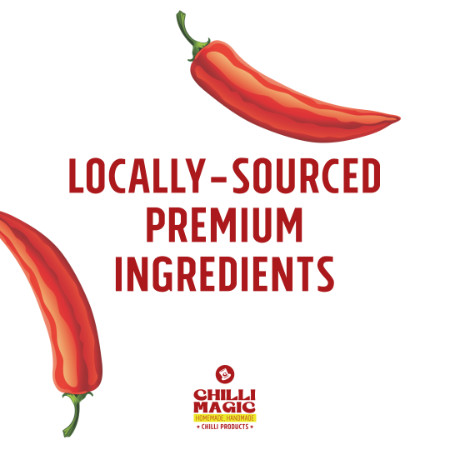 LOCALLY-SOURCED
PREMIUM
INGREDIENTS
CHILLI
MAGIC
HOMEMADE, HANDMADE
• CHILLI PRODUCTS •